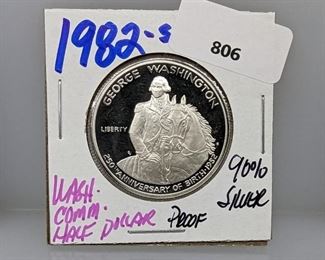 1982-S
806
GEORGE WASHINGTON
LIBERTY
250TH ANNIVERSARY OF BIRTH 1982
90%
SILVER
WASH.
COMM.
HALF DOLLAR PROOF